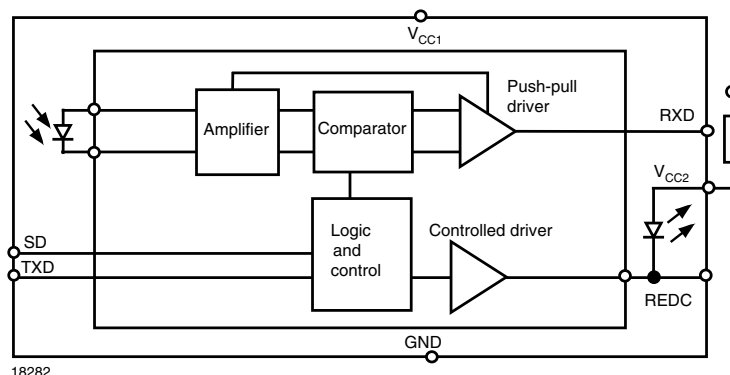 V_CC1
Push-pull
driver
Amplifier
Comparator
RXD
V_CC2
Logic
and
control
Controlled driver
SD
TXD
REDC
GND
18282